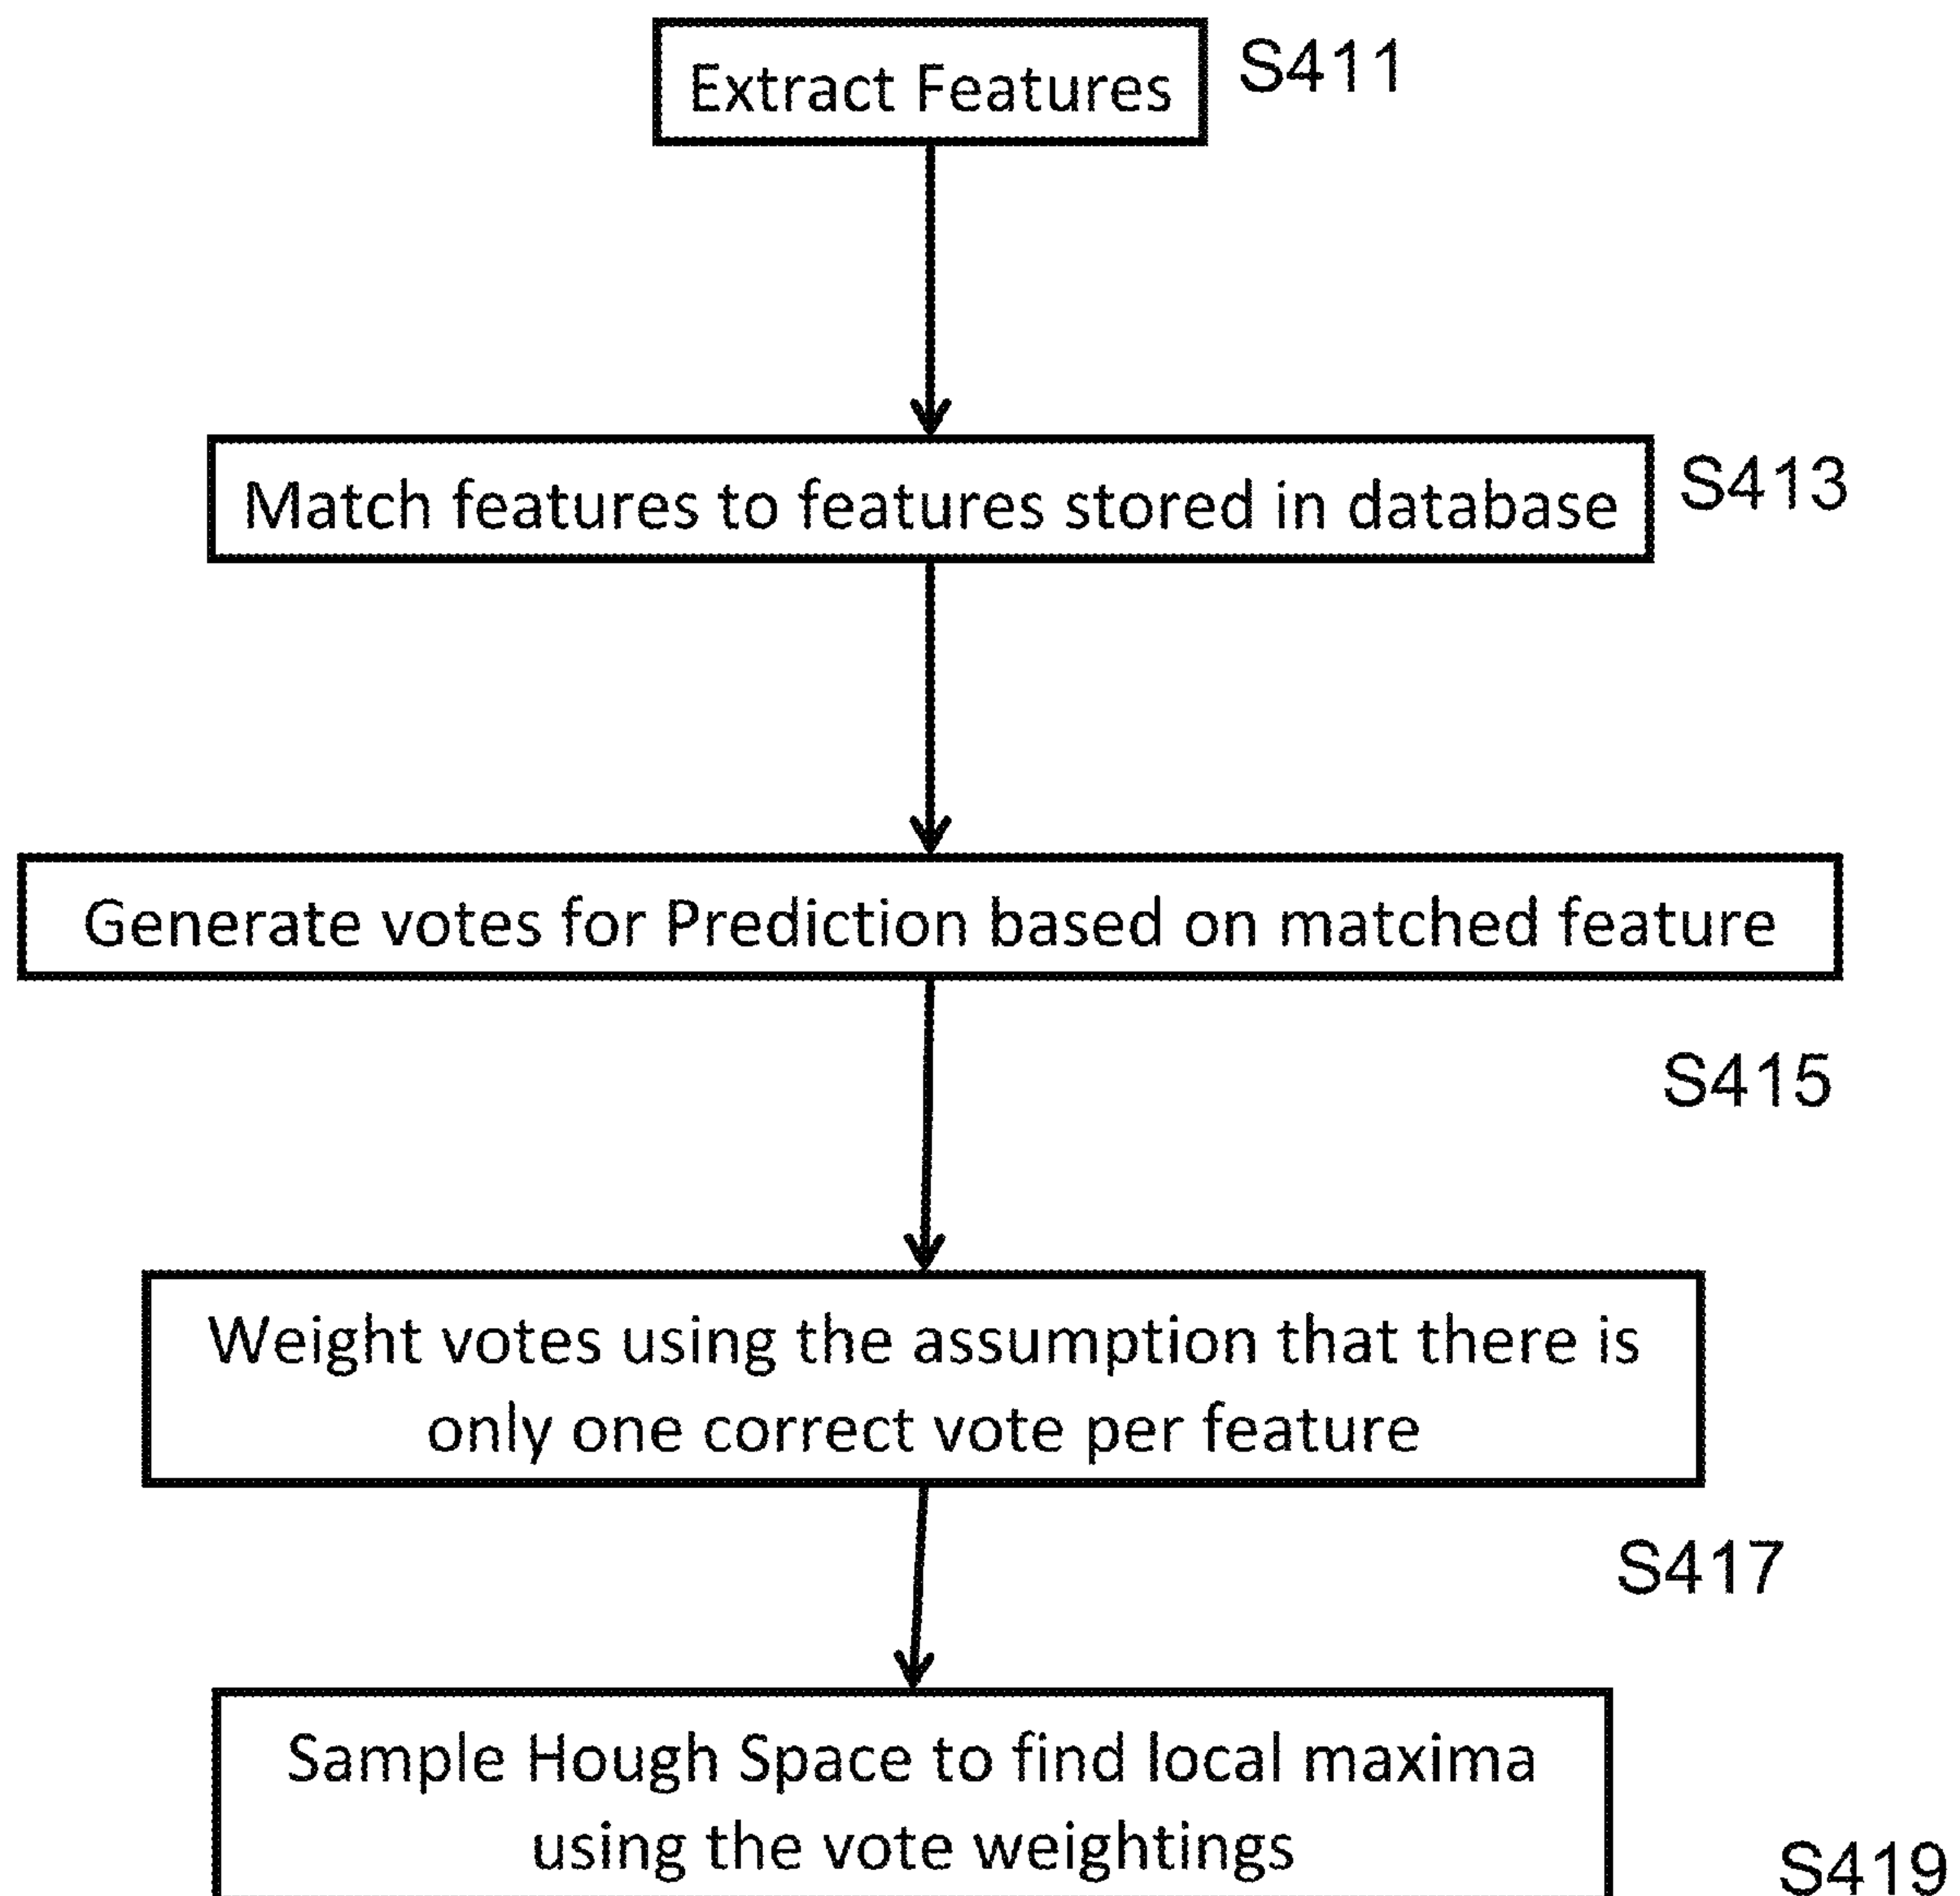 Extract Features
S411
Match features to features stored in database
S413
Generate votes for Prediction based on matched feature
S415
Weight votes using the assumption that there is
only one correct vote per feature
S417
Sample Hough Space to find local maxima
using the vote weightings
S419